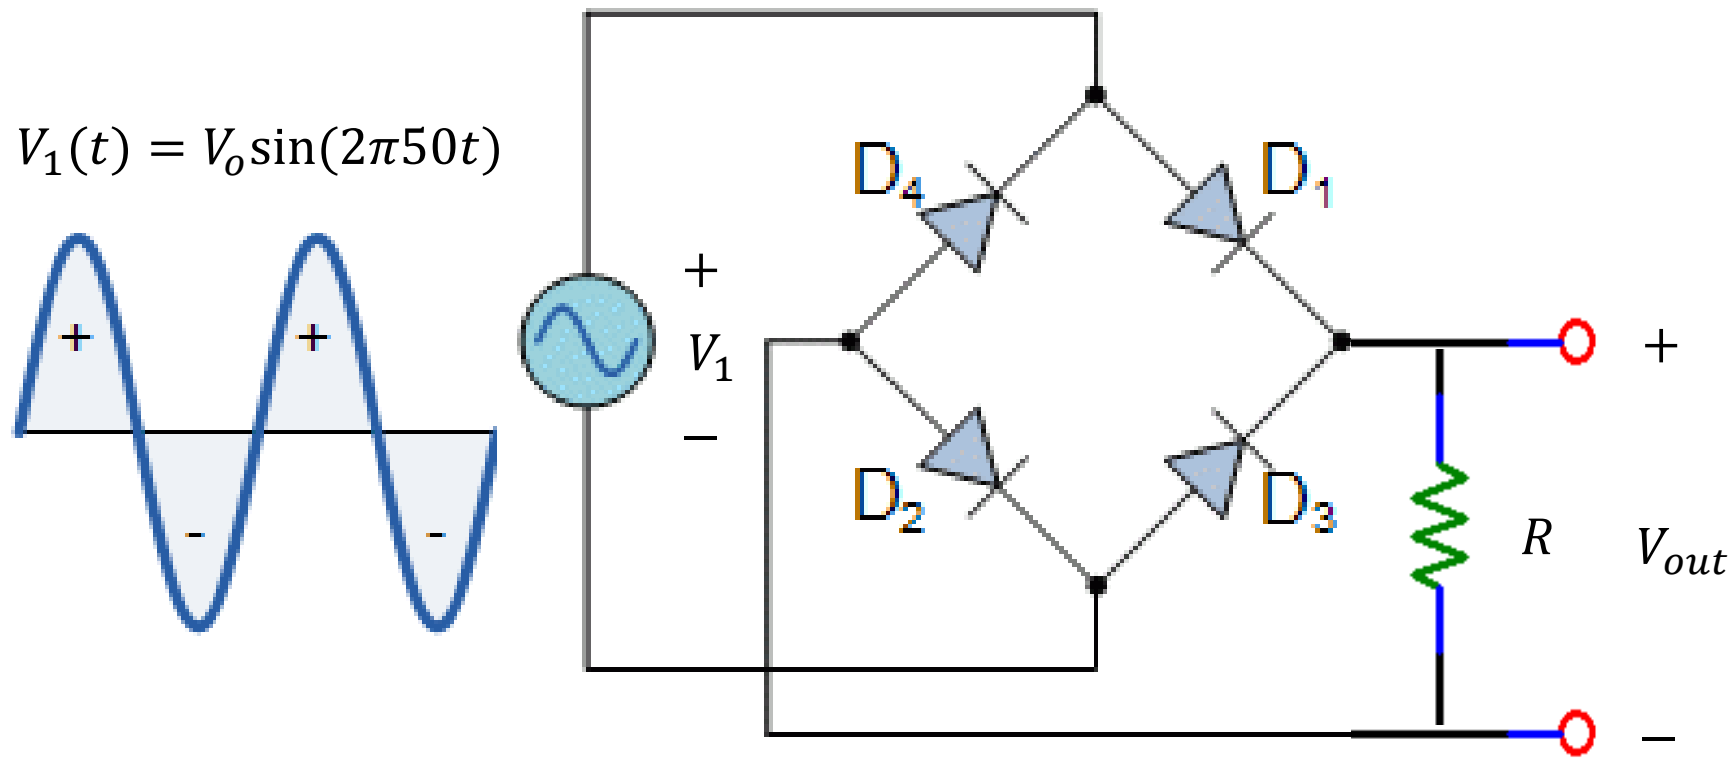 V₁(t) = Vₒsin(2π50t)
+
+
-
-
+
V₁
−
D₄
D₁
D₂
D₃
R
+
Vₒᵤₜ
−